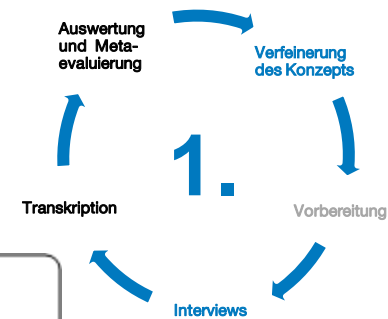 Auswertung
und Meta-
evaluierung
Verfeinerung
des Konzepts
1.
Transkription
Vorbereitung
Interviews